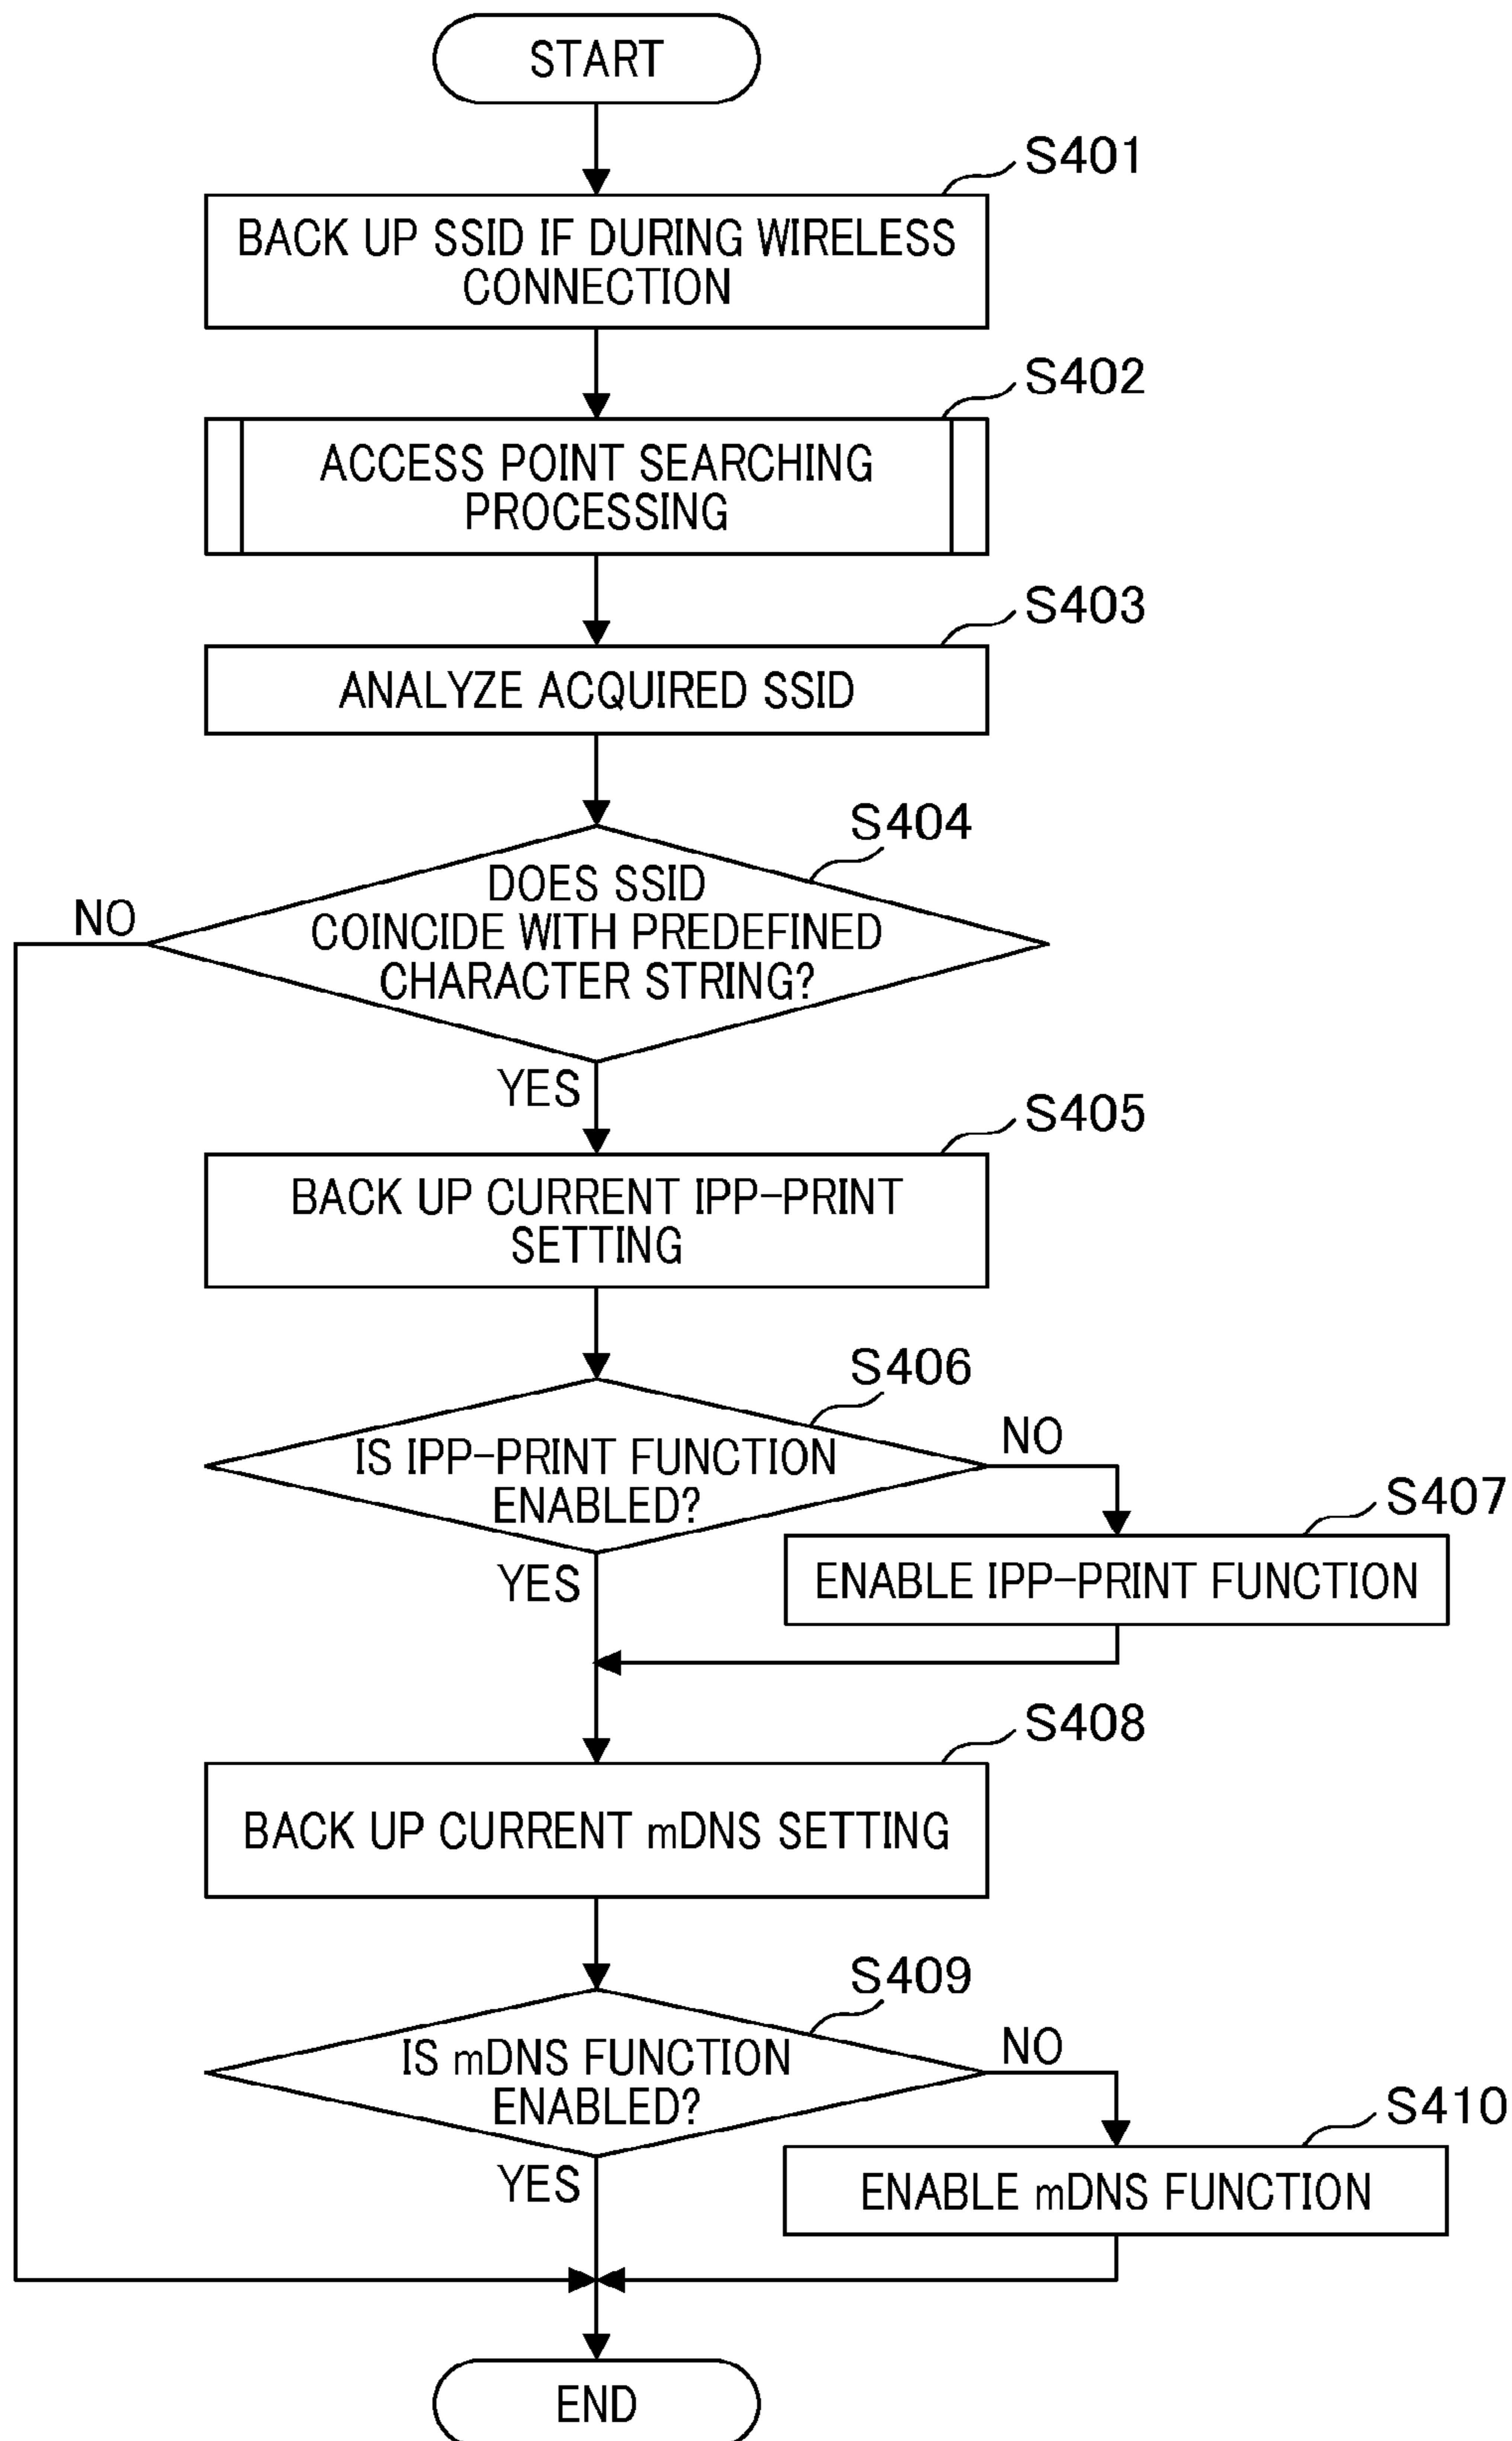 START
S401
BACK UP SSID IF DURING WIRELESS
CONNECTION
S402
ACCESS POINT SEARCHING
PROCESSING
S403
ANALYZE ACQUIRED SSID
S404
DOES SSID
COINCIDE WITH PREDEFINED
CHARACTER STRING?
NO
YES
S405
BACK UP CURRENT IPP-PRINT
SETTING
S406
IS IPP-PRINT FUNCTION
ENABLED?
NO
YES
S407
ENABLE IPP-PRINT FUNCTION
S408
BACK UP CURRENT mDNS SETTING
S409
IS mDNS FUNCTION
ENABLED?
NO
YES
S410
ENABLE mDNS FUNCTION
END